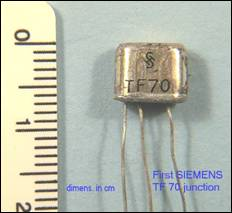 0
1
2
TF70
First SIEMENS
dimens. in cm
TF 70 junction